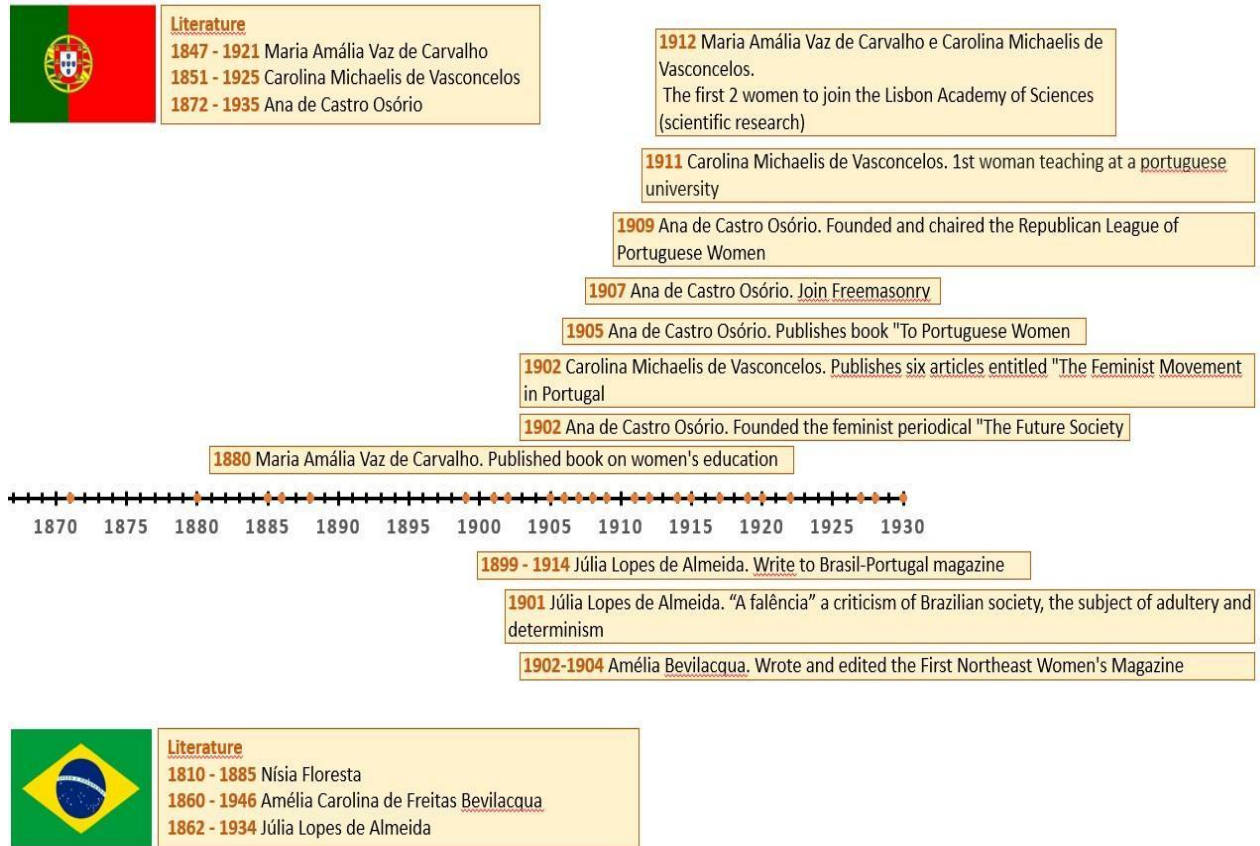 Literature
1847 - 1921 Maria Amália Vaz de Carvalho
1851 - 1925 Carolina Michaelis de Vasconcelos
1872 - 1935 Ana de Castro Osório
1912 Maria Amália Vaz de Carvalho e Carolina Michaelis de
Vasconcelos.
The first 2 women to join the Lisbon Academy of Sciences
(scientific research)
1911 Carolina Michaelis de Vasconcelos. 1st woman teaching at a portuguese
university
1909 Ana de Castro Osório. Founded and chaired the Republican League of
Portuguese Women
1907 Ana de Castro Osório. Join Freemasonry
1905 Ana de Castro Osório. Publishes book "To Portuguese Women
1902 Carolina Michaelis de Vasconcelos. Publishes six articles entitled "The Feminist Movement
in Portugal
1902 Ana de Castro Osório. Founded the feminist periodical "The Future Society
1880 Maria Amália Vaz de Carvalho. Published book on women's education
1870 1875 1880 1885 1890 1895 1900 1905 1910 1915 1920 1925 1930
1899 - 1914 Júlia Lopes de Almeida. Write to Brasil-Portugal magazine
1901 Júlia Lopes de Almeida. “A falência” a criticism of Brazilian society, the subject of adultery and
determinism
1902-1904 Amélia Bevilacqua. Wrote and edited the First Northeast Women's Magazine
Literature
1810 - 1885 Nísia Floresta
1860 - 1946 Amélia Carolina de Freitas Bevilacqua
1862 - 1934 Júlia Lopes de Almeida